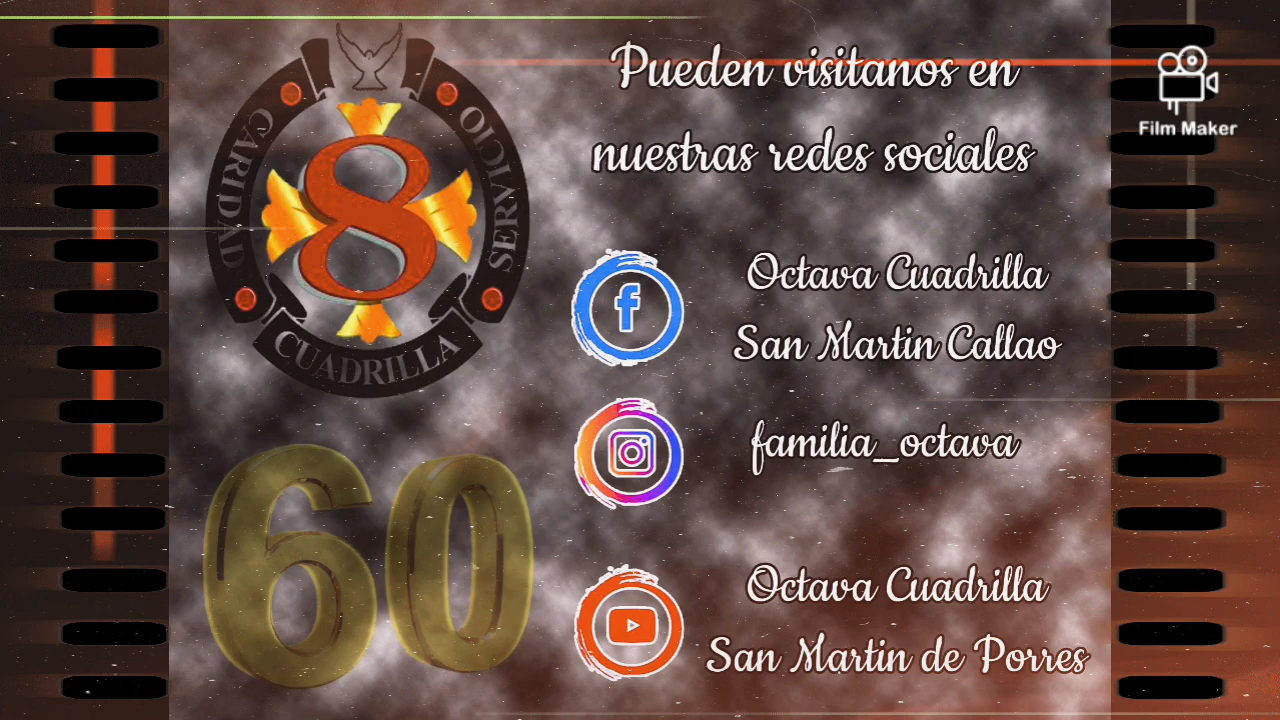 CARIDAD
8
SERVICIO
CUADRILLA
60
Pueden visitanos en
nuestras redes sociales
Octava Cuadrilla
San Martin Callao
familia_octava
Octava Cuadrilla
San Martin de Porres
Film Maker